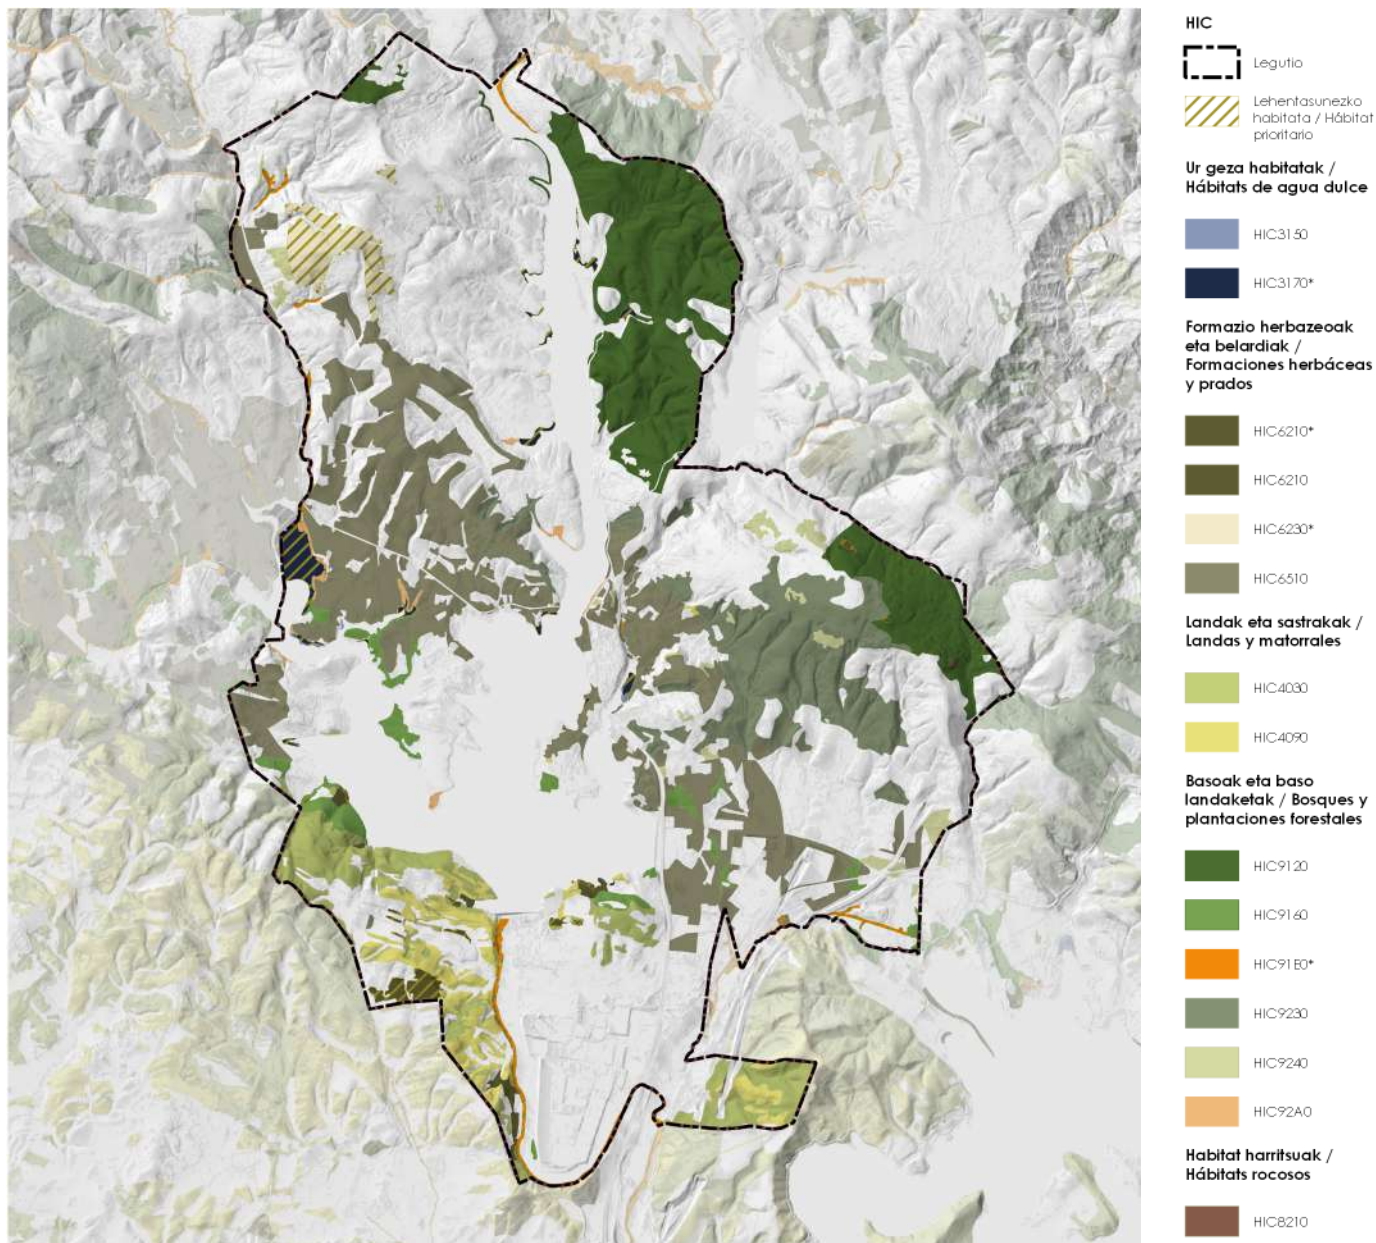 HIC
Legutio
Lehentasunezko
habitata / Hábitat
prioritario
Ur geza habitatak /
Hábitats de agua dulce
HIC3150
HIC3170*
Formazio herbazeoak
eta belardiak /
Formaciones herbáceas
y prados
HIC6210*
HIC6210
HIC6230*
HIC6510
Landak eta sastrakak /
Landas y matorrales
HIC4030
HIC4090
Basoak eta baso
landaketak / Bosques y
plantaciones forestales
HIC9120
HIC9160
HIC91E0*
HIC9230
HIC9240
HIC92A0
Habitat harritsuak /
Hábitats rocosos
HIC8210